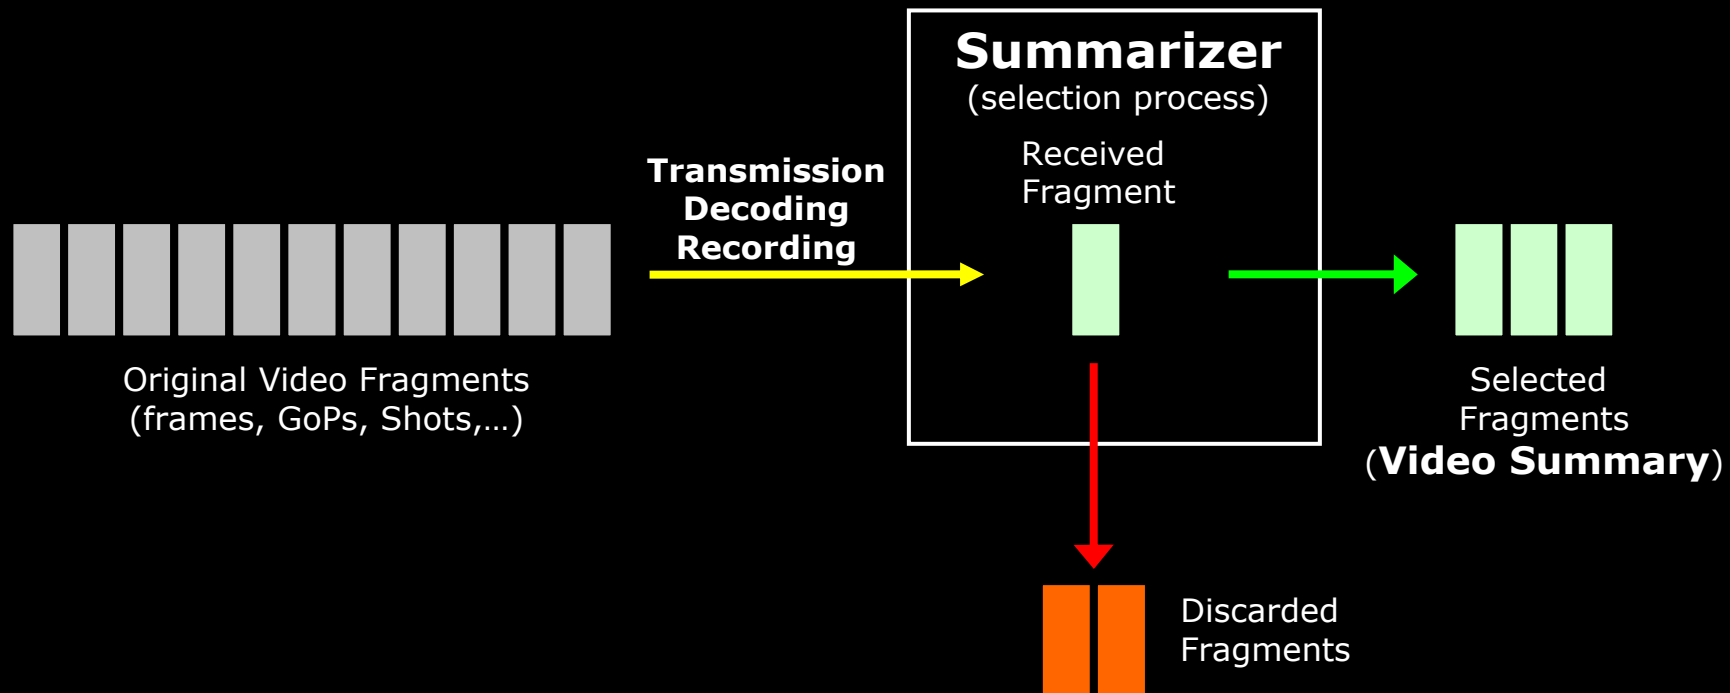 Summarizer
(selection process)
Received
Fragment
Transmission
Decoding
Recording
Original Video Fragments
(frames, GoPs, Shots,...)
Selected
Fragments
(Video Summary)
Discarded
Fragments